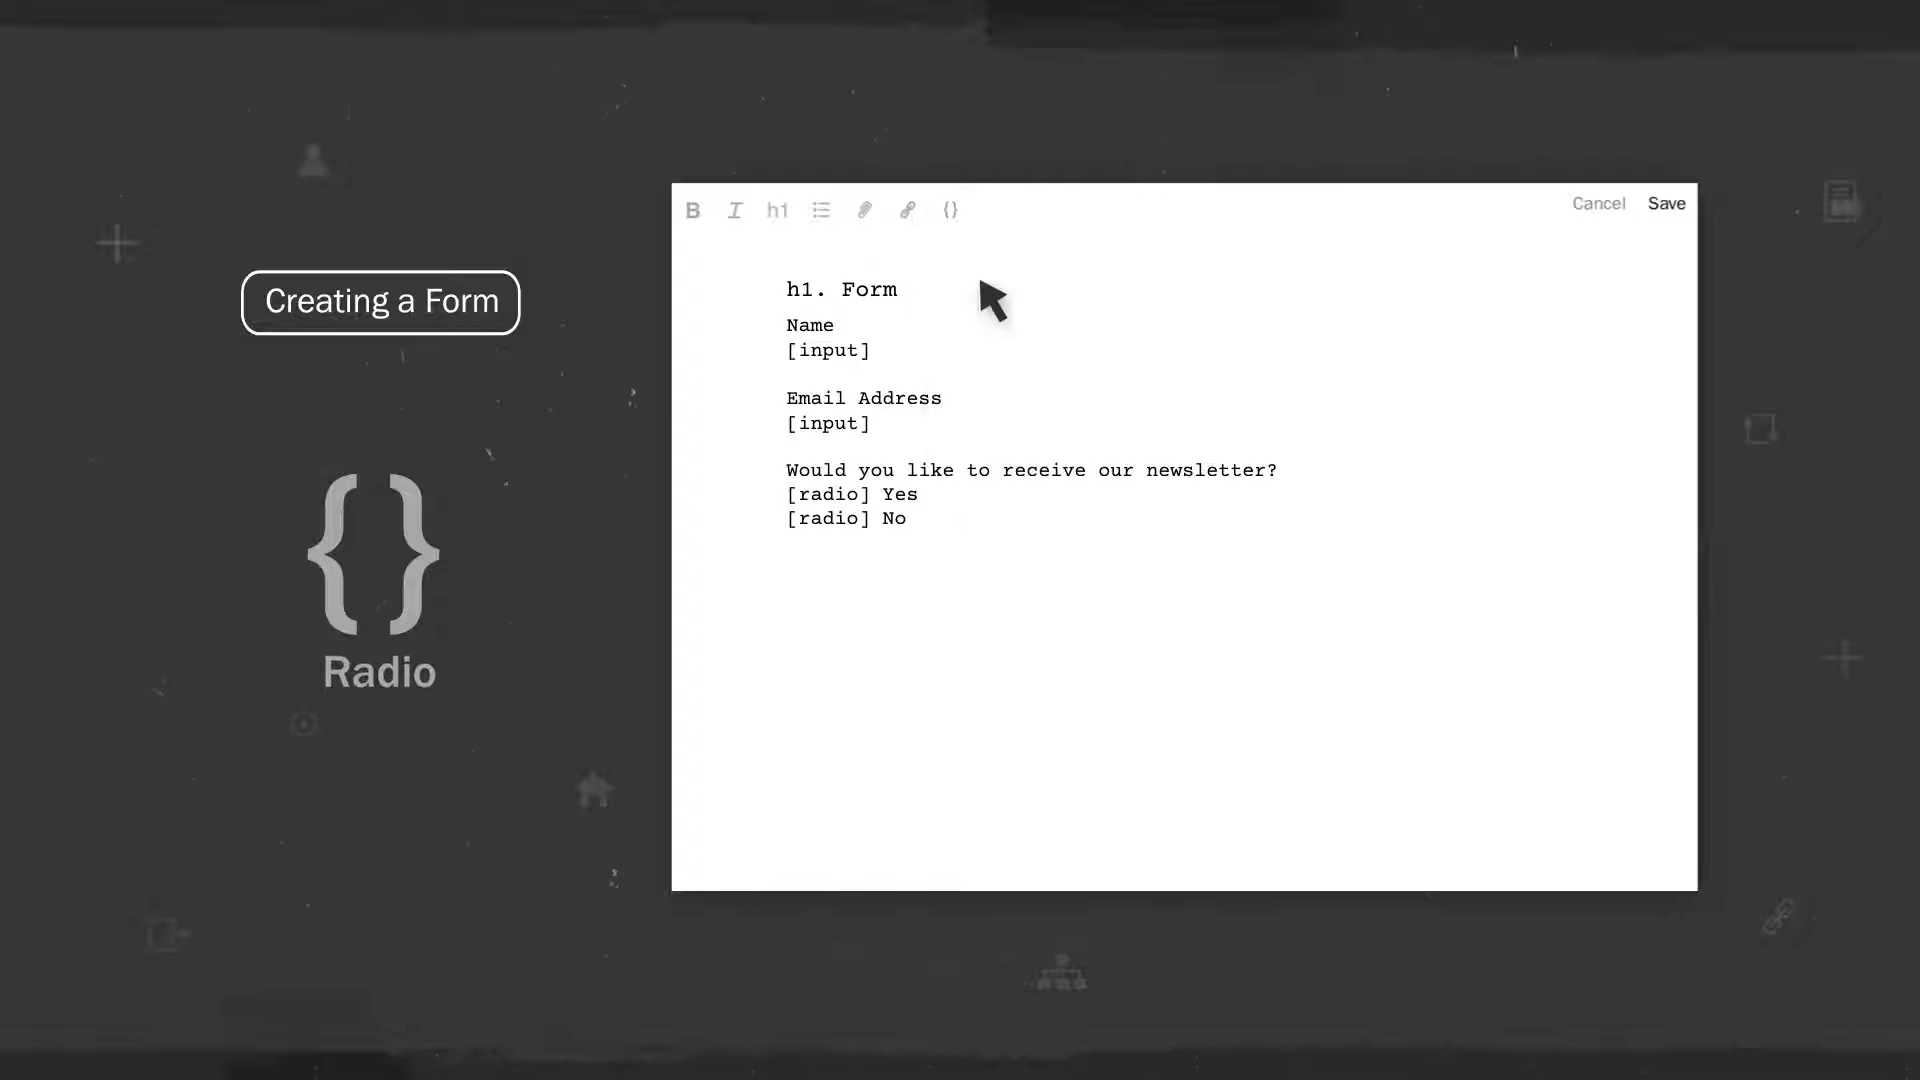 Creating a Form
{ }
Radio
B I h1 {}
Cancel Save
h1. Form
Name
[input]
Email Address
[input]
Would you like to receive our newsletter?
[radio] Yes
[radio] No